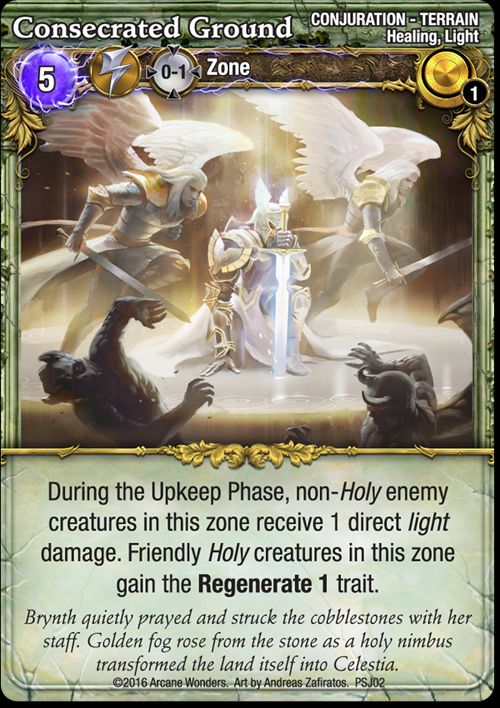 Consecrated Ground
CONJURATION - TERRAIN
Healing, Light
5
0-1
Zone
1
During the Upkeep Phase, non-Holy enemy
creatures in this zone receive 1 direct light
damage. Friendly Holy creatures in this zone
gain the Regenerate 1 trait.
Brynth quietly prayed and struck the cobblestones with her
staff. Golden fog rose from the stone as a holy nimbus
transformed the land itself into Celestia.
©2016 Arcane Wonders. Art by Andreas Zafiratos. PSJ02